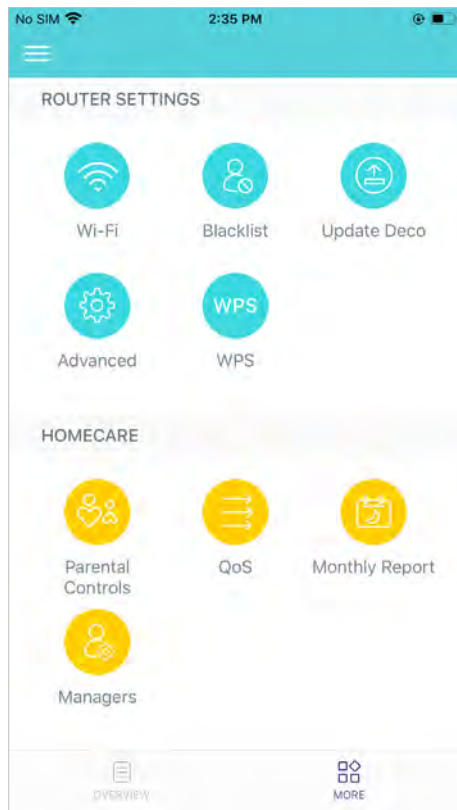 No SIM 2:35 PM
ROUTER SETTINGS
Wi-Fi Blacklist Update Deco
WPS
Advanced WPS
HOMECARE
Parental Controls QoS Monthly Report
Managers
OVERVIEW MORE